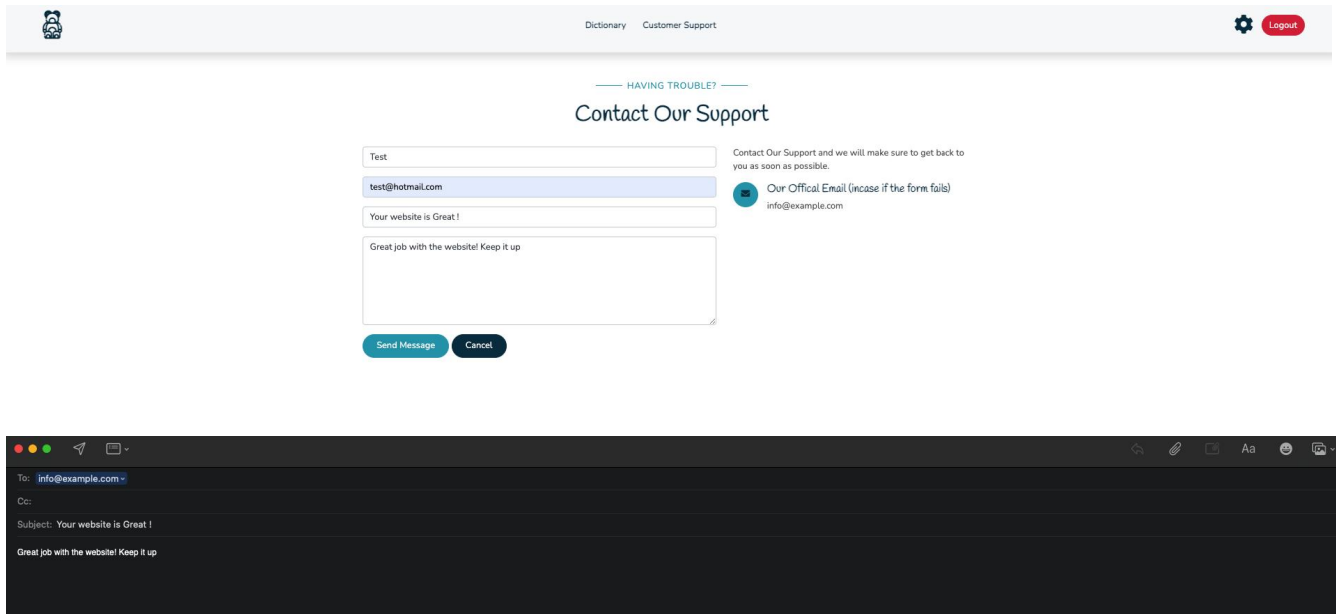 Dictionary Customer Support
Logout
HAVING TROUBLE?
Contact Our Support
Test
test@hotmail.com
Your website is Great !
Great job with the website! Keep it up
Send Message Cancel
Contact Our Support and we will make sure to get back to
you as soon as possible.
Our Offical Email (incase if the form fails)
info@example.com
Aa
To: info@example.com
Cc:
Subject: Your website is Great !
Great job with the website! Keep it up